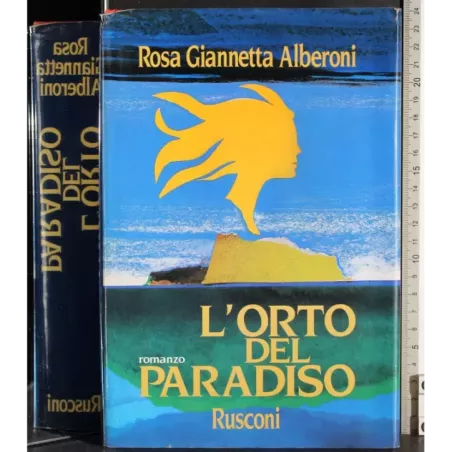 Rosa Giannetta Alberoni
L'ORTO
DEL
romanzo
PARADISO
Rusconi
Rosa
Giannetta
Alberoni
L'ORTO
DEL
PARADISO
Rusconi